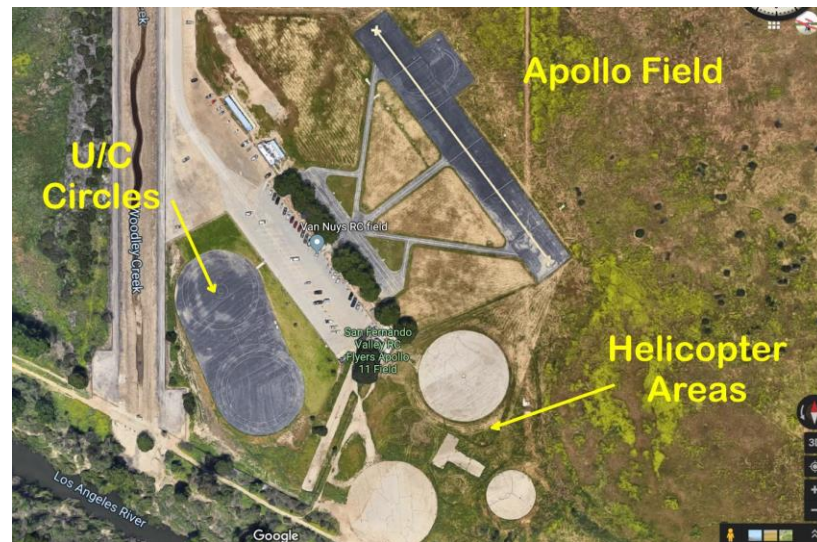 Apollo Field
U/C
Circles
Woodley Creek
Van Nuys RC field
San Fernando
Valley RC
Flyers Apollo
11 Field
Helicopter
Areas
Los Angeles River
Google
3D